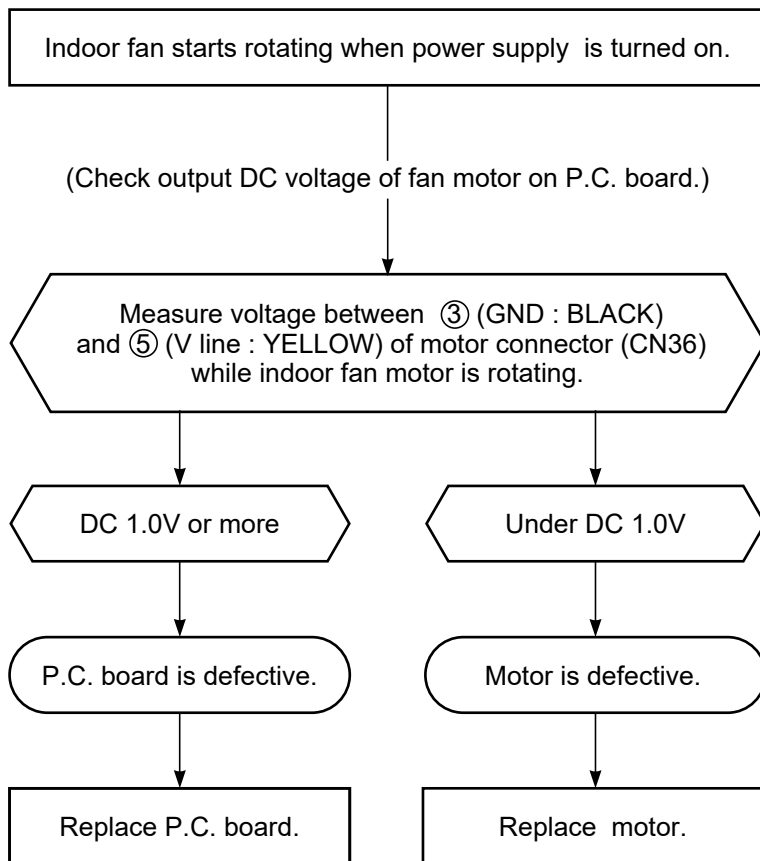 Indoor fan starts rotating when power supply is turned on.
(Check output DC voltage of fan motor on P.C. board.)
Measure voltage between ③ (GND : BLACK)
and ⑤ (V line : YELLOW) of motor connector (CN36)
while indoor fan motor is rotating.
DC 1.0V or more
Under DC 1.0V
P.C. board is defective.
Motor is defective.
Replace P.C. board.
Replace motor.